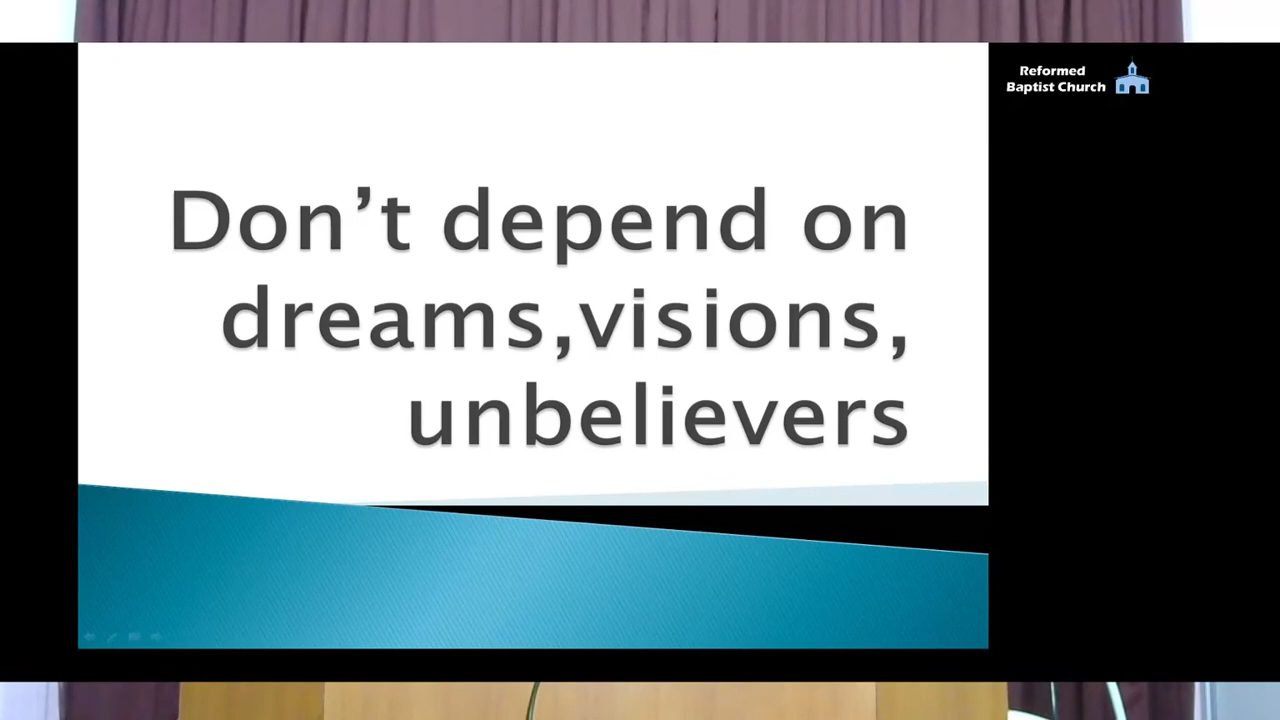 Reformed
Baptist Church
Don’t depend on
dreams,visions,
unbelievers